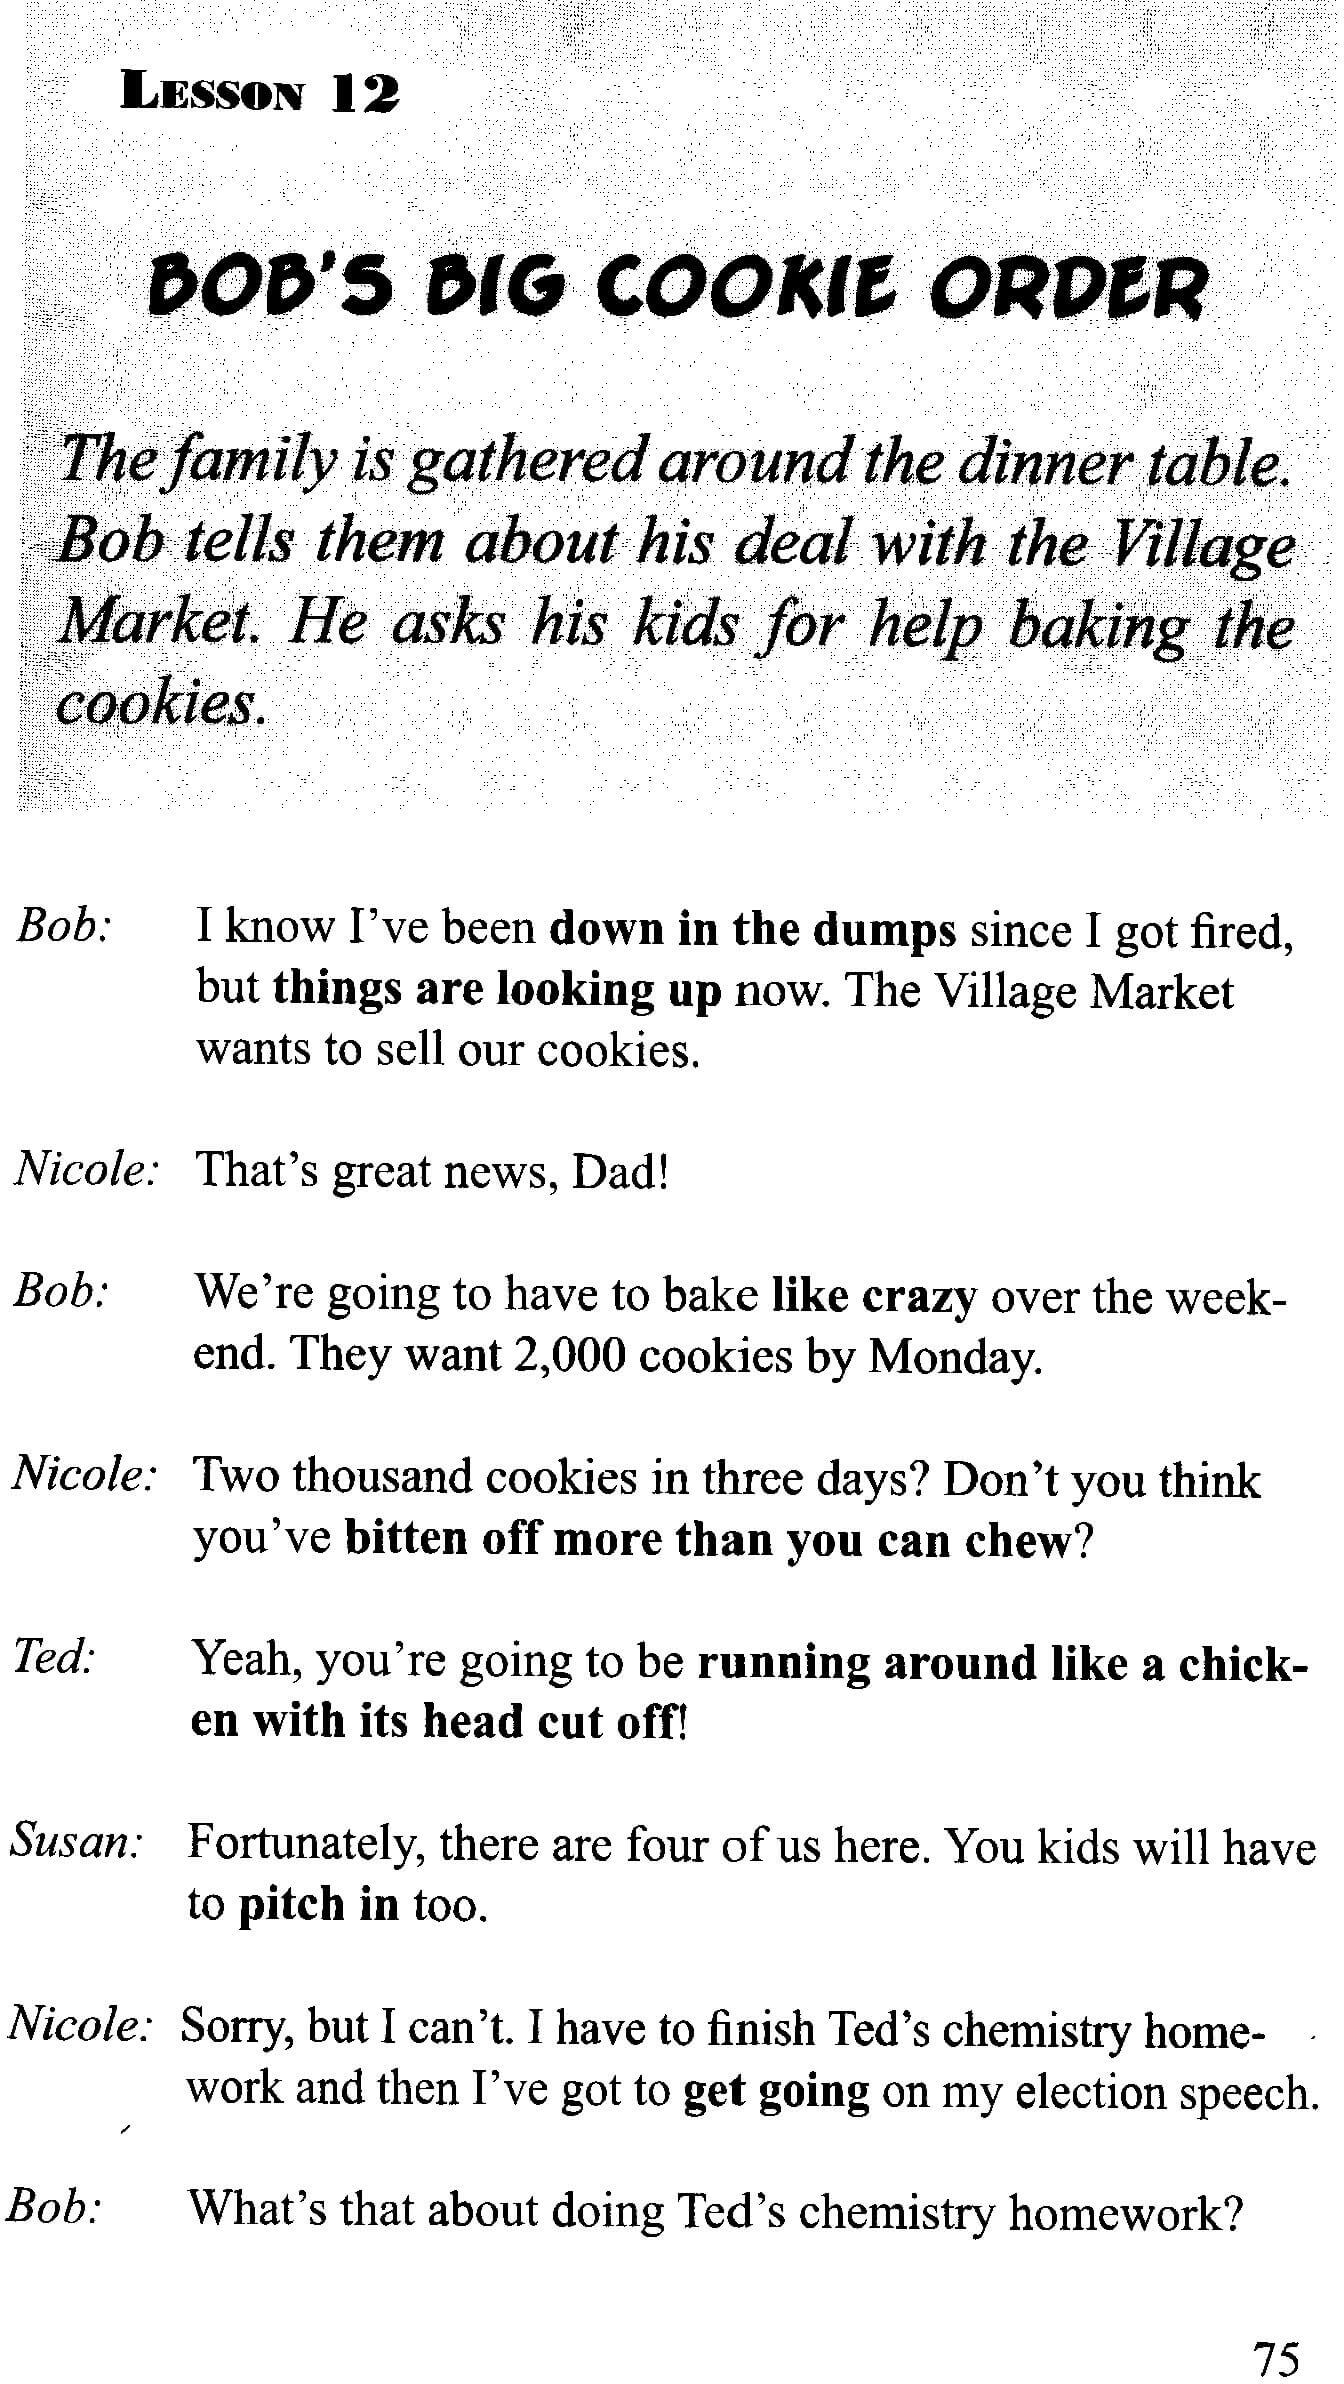 LESSON 12
BOB'S BIG COOKIE ORDER
The family is gathered around the dinner table.
Bob tells them about his deal with the Village
Market. He asks his kids for help baking the
cookies.
Bob: I know I've been down in the dumps since I got fired,
but things are looking up now. The Village Market
wants to sell our cookies.
Nicole: That's great news, Dad!
Bob: We're going to have to bake like crazy over the week-
end. They want 2,000 cookies by Monday.
Nicole: Two thousand cookies in three days? Don't you think
you've bitten off more than you can chew?
Ted: Yeah, you're going to be running around like a chick-
en with its head cut off!
Susan: Fortunately, there are four of us here. You kids will have
to pitch in too.
Nicole: Sorry, but I can't. I have to finish Ted's chemistry home-
work and then I've got to get going on my election speech.
Bob: What's that about doing Ted's chemistry homework?
75